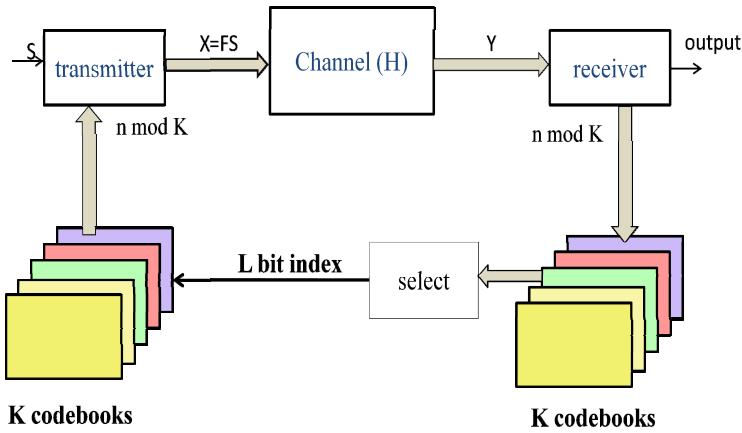 S
transmitter
X=FS
Channel (H)
Y
receiver
output
n mod K
n mod K
L bit index
select
K codebooks
K codebooks